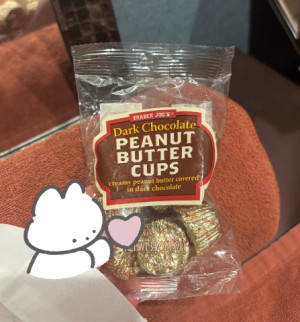 TRADER JOE'S
Dark Chocolate
PEANUT
BUTTER
CUPS
creamy peanut butter covered
in dark chocolate